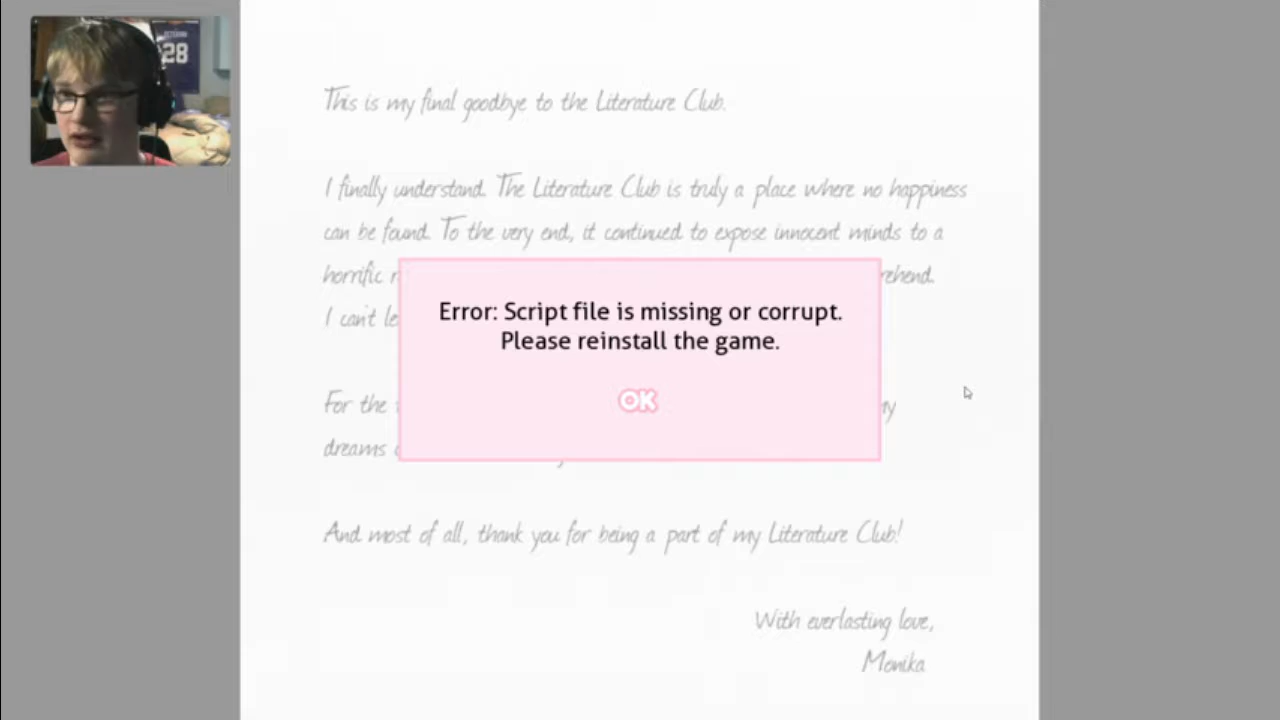 28
This is my final goodbye to the Literature Club.
I finally understand. The Literature Club is truly a place where no happiness
can be found. To the very end, it continued to expose innocent minds to a
horrific
I can't
Error: Script file is missing or corrupt.
Please reinstall the game.
OK
For the
dreams
And most of all, thank you for being a part of my Literature Club!
With everlasting love,
Monika